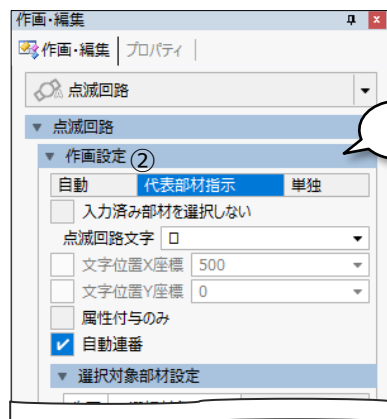 作画・編集
作画・編集 プロパティ
点滅回路
点滅回路
作画設定 ②
自動 代表部材指示 単独
入力済み部材を選択しない
点滅回路文字 ロ
文字位置X座標 500
文字位置Y座標 0
属性付与のみ
自動連番
選択対象部材設定